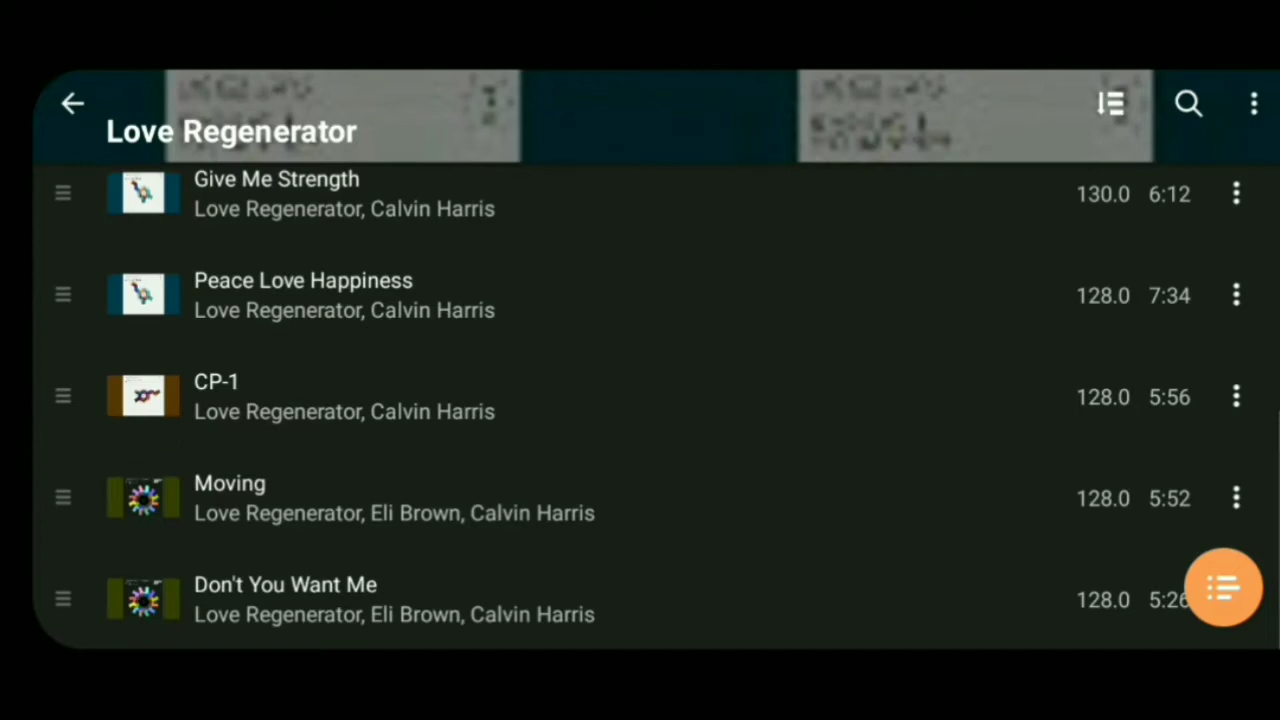 Love Regenerator
Give Me Strength
Love Regenerator, Calvin Harris
130.0 6:12
Peace Love Happiness
Love Regenerator, Calvin Harris
128.0 7:34
CP-1
Love Regenerator, Calvin Harris
128.0 5:56
Moving
Love Regenerator, Eli Brown, Calvin Harris
128.0 5:52
Don't You Want Me
Love Regenerator, Eli Brown, Calvin Harris
128.0 5:26